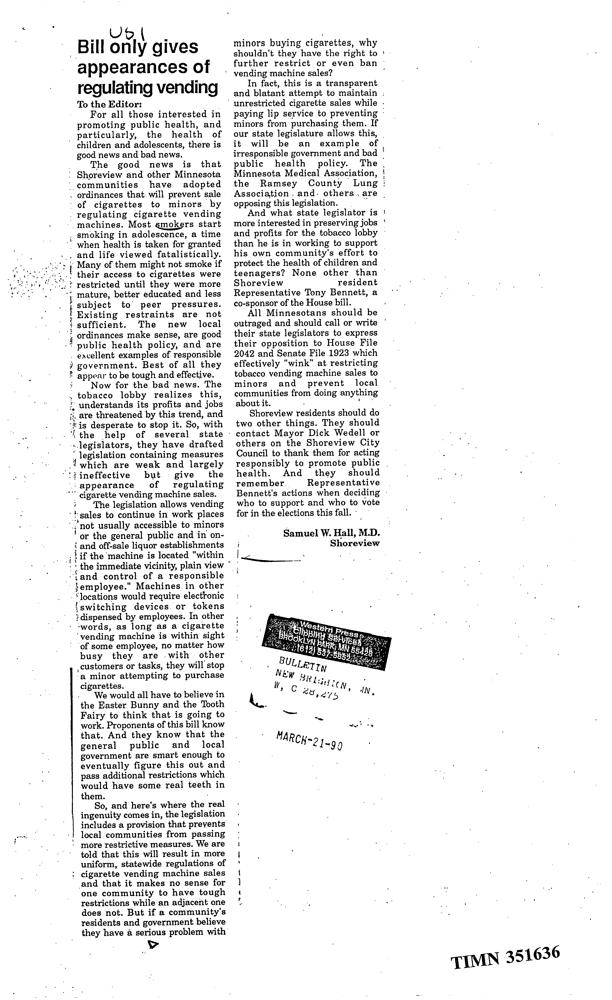 U51
Bill only gives
appearances of
regulating vending
To the Editor:
For all those interested in
promoting public health, and
particularly, the health of
children and adolescents, there is
good news and bad news.
The good news is that
Shoreview and other Minnesota
communities have adopted
ordinances that will prevent sale
of cigarettes to minors by
regulating cigarette vending
machines. Most smokers start
smoking in adolescence, a time
when health is taken for granted
and life viewed fatalistically.
Many of them might not smoke if
their access to cigarettes were
restricted until they were more
mature, better educated and less
subject to peer pressures.
Existing restraints are not
sufficient. The new local
ordinances make sense, are good
public health policy, and are
excellent examples of responsible
government. Best of all they
appear to be tough and effective.
Now for the bad news. The
tobacco lobby realizes this,
understands its profits and jobs
are threatened by this trend, and
is desperate to stop it. So, with
the help of several state
legislators, they have drafted
legislation containing measures
which are weak and largely
ineffective but give the
appearance of regulating
cigarette vending machine sales.
The legislation allows vending
sales to continue in work places
not usually accessible to minors
or the general public and in on-
and off-sale liquor establishments
if the machine is located "within
the immediate vicinity, plain view
and control of a responsible
employee." Machines in other
locations would require electronic
switching devices or tokens
dispensed by employees. In other
words, as long as a cigarette
vending machine is within sight
of some employee, no matter how
busy they are with other
customers or tasks, they will stop
a minor attempting to purchase
cigarettes.
We would all have to believe in
the Easter Bunny and the Tooth
Fairy to think that is going to
work. Proponents of this bill know
that. And they know that the
general public and local
government are smart enough to
eventually figure this out and
pass additional restrictions which
would have some real teeth in
them.
So, and here's where the real
ingenuity comes in, the legislation
includes a provision that prevents
local communities from passing
more restrictive measures. We are
told that this will result in more
uniform, statewide regulations of
cigarette vending machine sales
and that it makes no sense for
one community to have tough
restrictions while an adjacent one
does not. But if a community's
residents and government believe
they have a serious problem with
minors buying cigarettes, why
shouldn't they have the right to
further restrict or even ban
vending machine sales?
In fact, this is a transparent
and blatant attempt to maintain
unrestricted cigarette sales while
paying lip service to preventing
minors from purchasing them. If
our state legislature allows this,
it will be an example of
irresponsible government and bad
public health policy. The
Minnesota Medical Association,
the Ramsey County Lung
Association and others are
opposing this legislation.
And what state legislator is
more interested in preserving jobs
and profits for the tobacco lobby
than he is in working to support
his own community's effort to
protect the health of children and
teenagers? None other than
Shoreview resident
Representative Tony Bennett, a
co-sponsor of the House bill.
All Minnesotans should be
outraged and should call or write
their state legislators to express
their opposition to House File
2042 and Senate File 1923 which
effectively "wink" at restricting
tobacco vending machine sales to
minors and prevent local
communities from doing anything
about it.
Shoreview residents should do
two other things. They should
contact Mayor Dick Wedell or
others on the Shoreview City
Council to thank them for acting
responsibly to promote public
health. And they should
remember Representative
Bennett's actions when deciding
who to support and who to vote
for in the elections this fall.
Samuel W. Hall, M.D.
Shoreview
Western Press
Clipping Services
BROOKLYN PARK, MN
(612)
BULLETIN
NEW BRIGHTON, MN.
W, C 28,275
MARCH-21-90
TIMN 351636